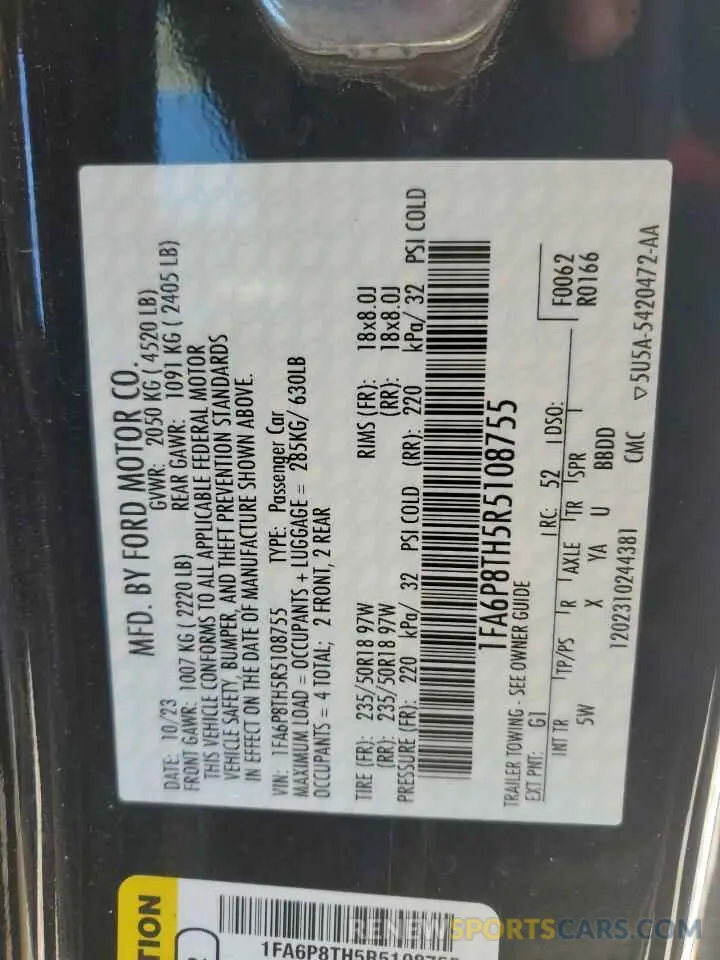 MFD. BY FORD MOTOR CO.
DATE: 10/23 GVWR: 2050 KG ( 4520 LB)
FRONT GAWR: 1007 KG ( 2220 LB) REAR GAWR: 1091 KG ( 2405 LB)
THIS VEHICLE CONFORMS TO ALL APPLICABLE FEDERAL MOTOR
VEHICLE SAFETY, BUMPER, AND THEFT PREVENTION STANDARDS
IN EFFECT ON THE DATE OF MANUFACTURE SHOWN ABOVE.
VIN: 1FA6P8TH5R5108755 TYPE: Passenger Car
MAXIMUM LOAD = OCCUPANTS + LUGGAGE = 285KG/ 630LB
OCCUPANTS = 4 TOTAL; 2 FRONT, 2 REAR
TIRE (FR): 235/50R18 97W RIMS (FR): 18x8.0J
(RR): 235/50R18 97W (RR): 18x8.0J
PRESSURE (FR): 220 kPa/ 32 PSI COLD (RR): 220 kPa/ 32 PSI COLD
1FA6P8TH5R5108755
TRAILER TOWING - SEE OWNER GUIDE
EXT PNT: G1 RC: 52 DSO: F0062
R0166
INT TR TP/PS R AXLE TR SPR
5W X YA U BBDD
1202310244381 CMC ▽5U5A-5420472-AA
TION
1FA6P8TH5R5108755
RENEWSPORTSCARS.COM